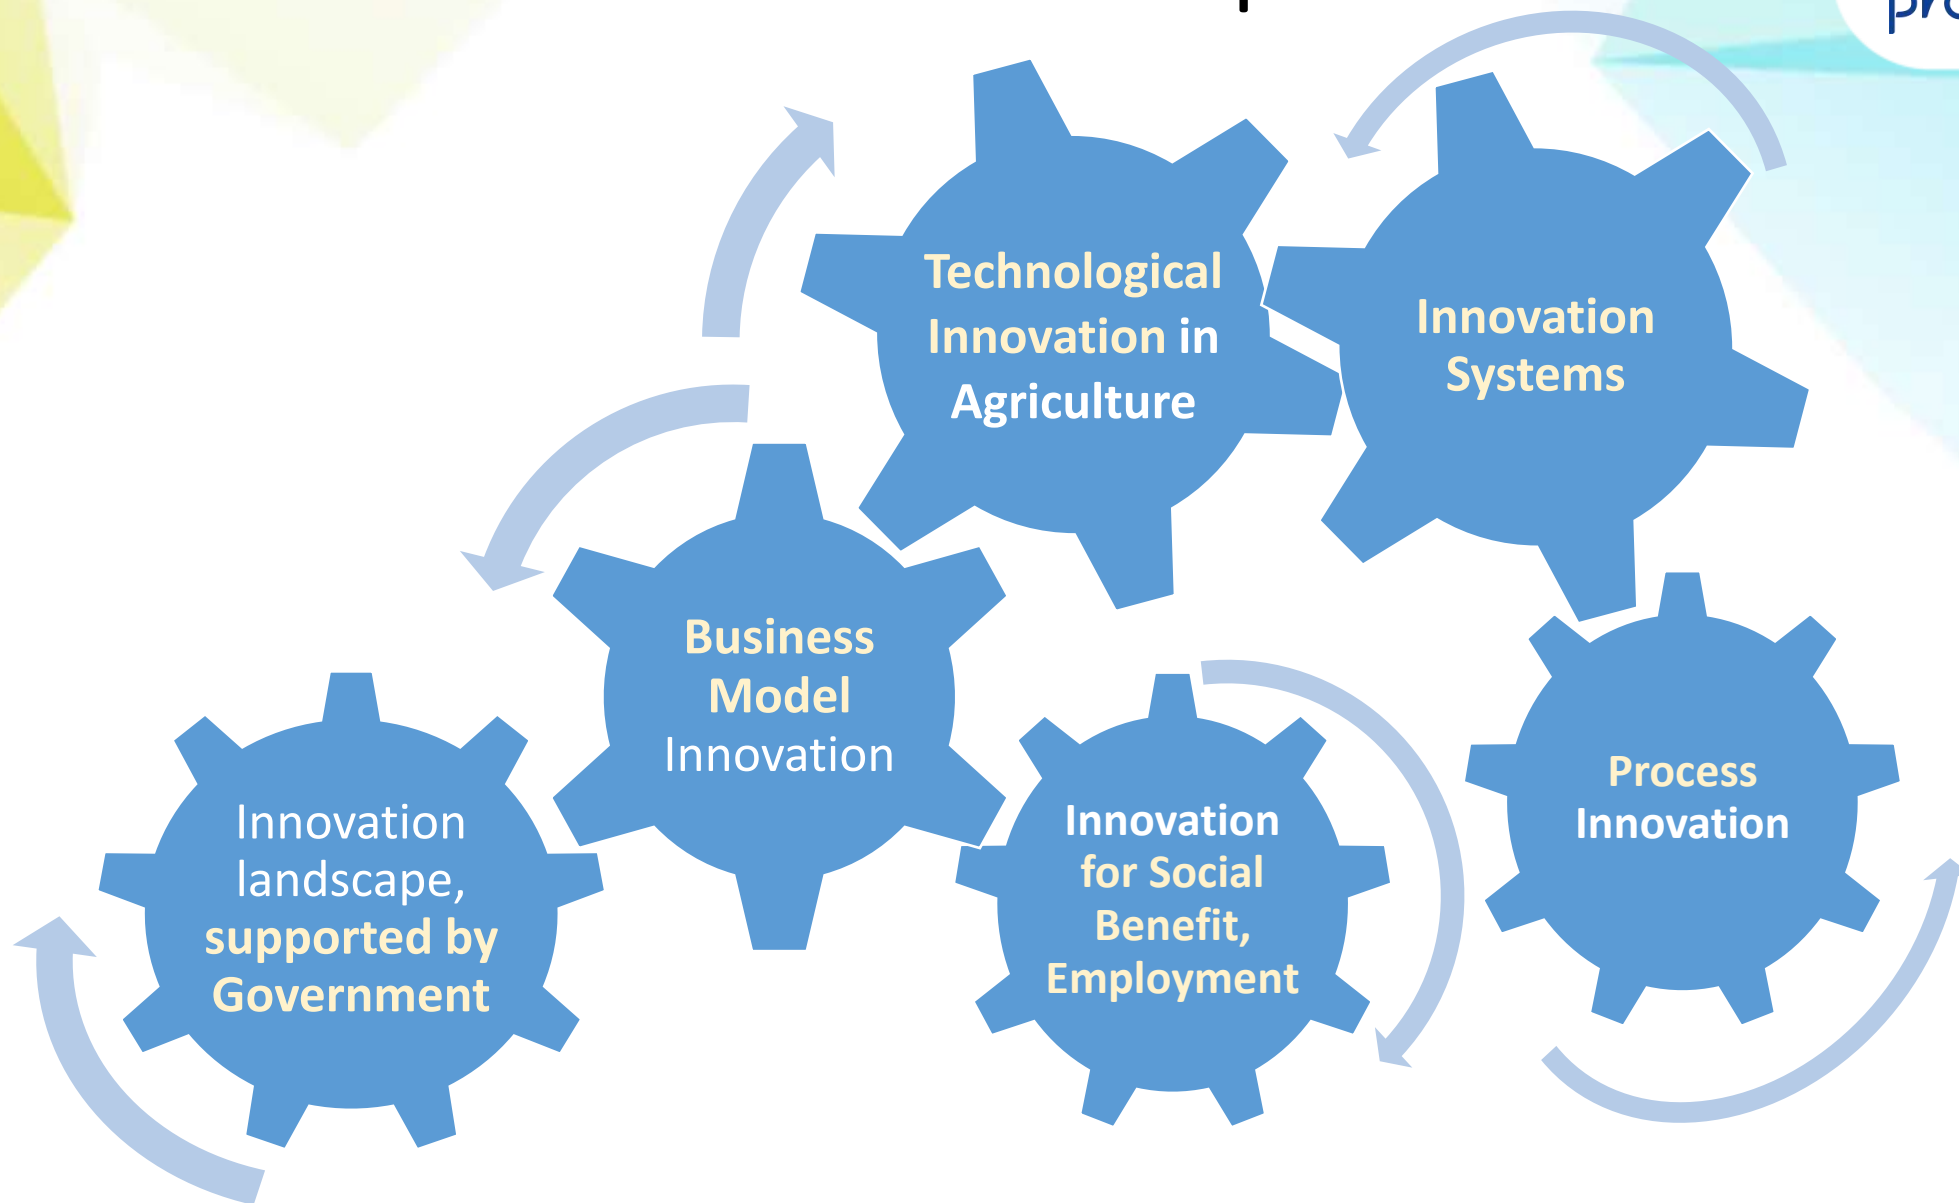 Technological
Innovation in
Agriculture
Innovation
Systems
Business
Model
Innovation
Innovation
landscape,
supported by
Government
Innovation
for Social
Benefit,
Employment
Process
Innovation